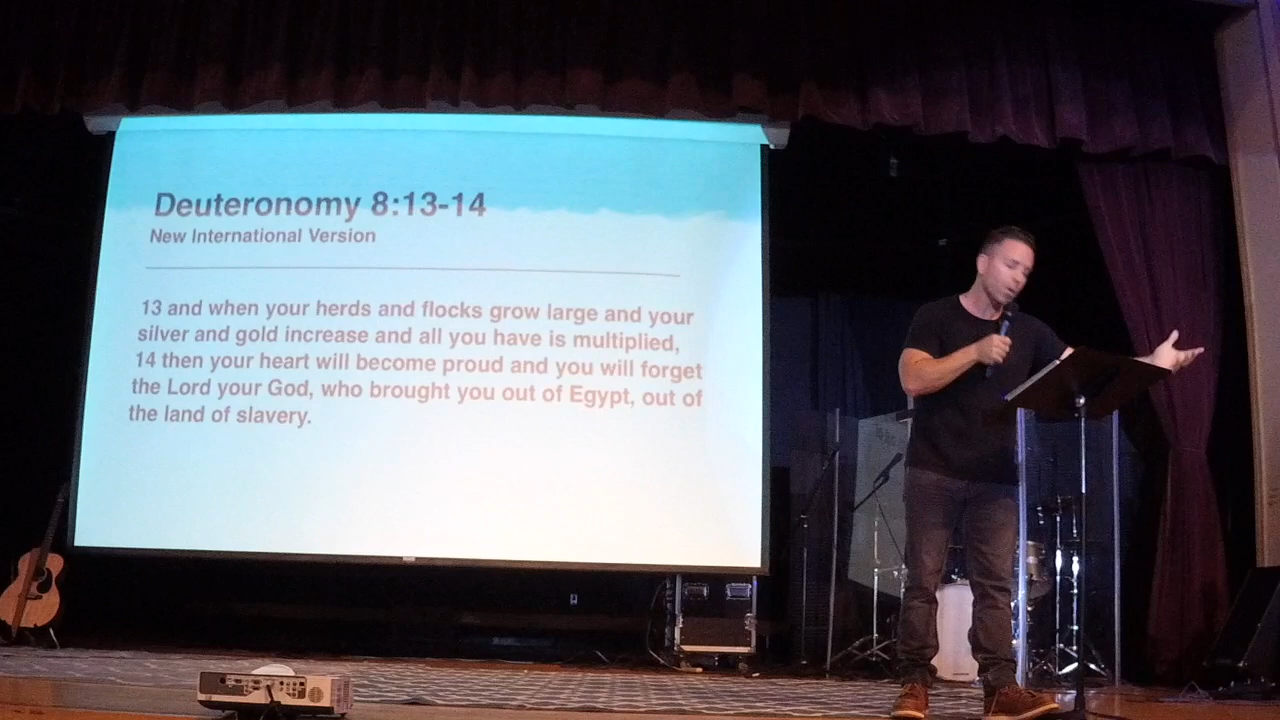 Deuteronomy 8:13-14
New International Version
13 and when your herds and flocks grow large and your
silver and gold increase and all you have is multiplied,
14 then your heart will become proud and you will forget
the Lord your God, who brought you out of Egypt, out of
the land of slavery.